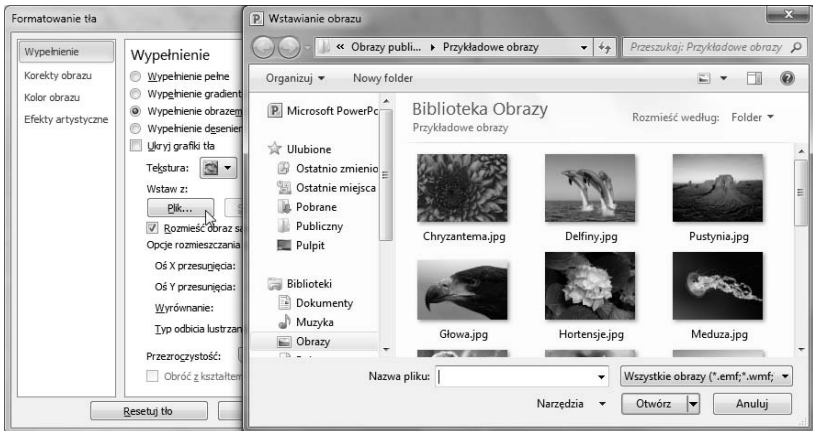 Formatowanie tła
Wypełnienie
Korekty obrazu
Kolor obrazu
Efekty artystyczne
Wypełnienie
Wypełnienie pełne
Wypełnienie gradient
Wypełnienie obrazem
Wypełnienie deseniem
Ukryj grafiki tła
Tekstura:
Wstaw z:
Plik...
Rozmieść obraz są
Opcje rozmieszczania
Oś X przesunięcia:
Oś Y przesunięcia:
Wyrównanie:
Typ odbicia lustrzan
Przezroczystość:
Obróć z kształtem
Resetuj tło
Wstawianie obrazu
« Obrazy publi... Przykładowe obrazy
Przeszukaj: Przykładowe obrazy
Organizuj Nowy folder
Microsoft PowerPc
Ulubione
Ostatnio zmienio
Ostatnie miejsca
Pobrane
Publiczny
Pulpit
Biblioteki
Dokumenty
Muzyka
Obrazy
Biblioteka Obrazy
Przykładowe obrazy
Rozmieść według: Folder
Chryzantema.jpg Delfiny.jpg Pustynia.jpg
Głowa.jpg Hortensje.jpg Meduza.jpg
Nazwa pliku:
Wszystkie obrazy (*.emf;*.wmf;
Narzędzia Otwórz Anuluj